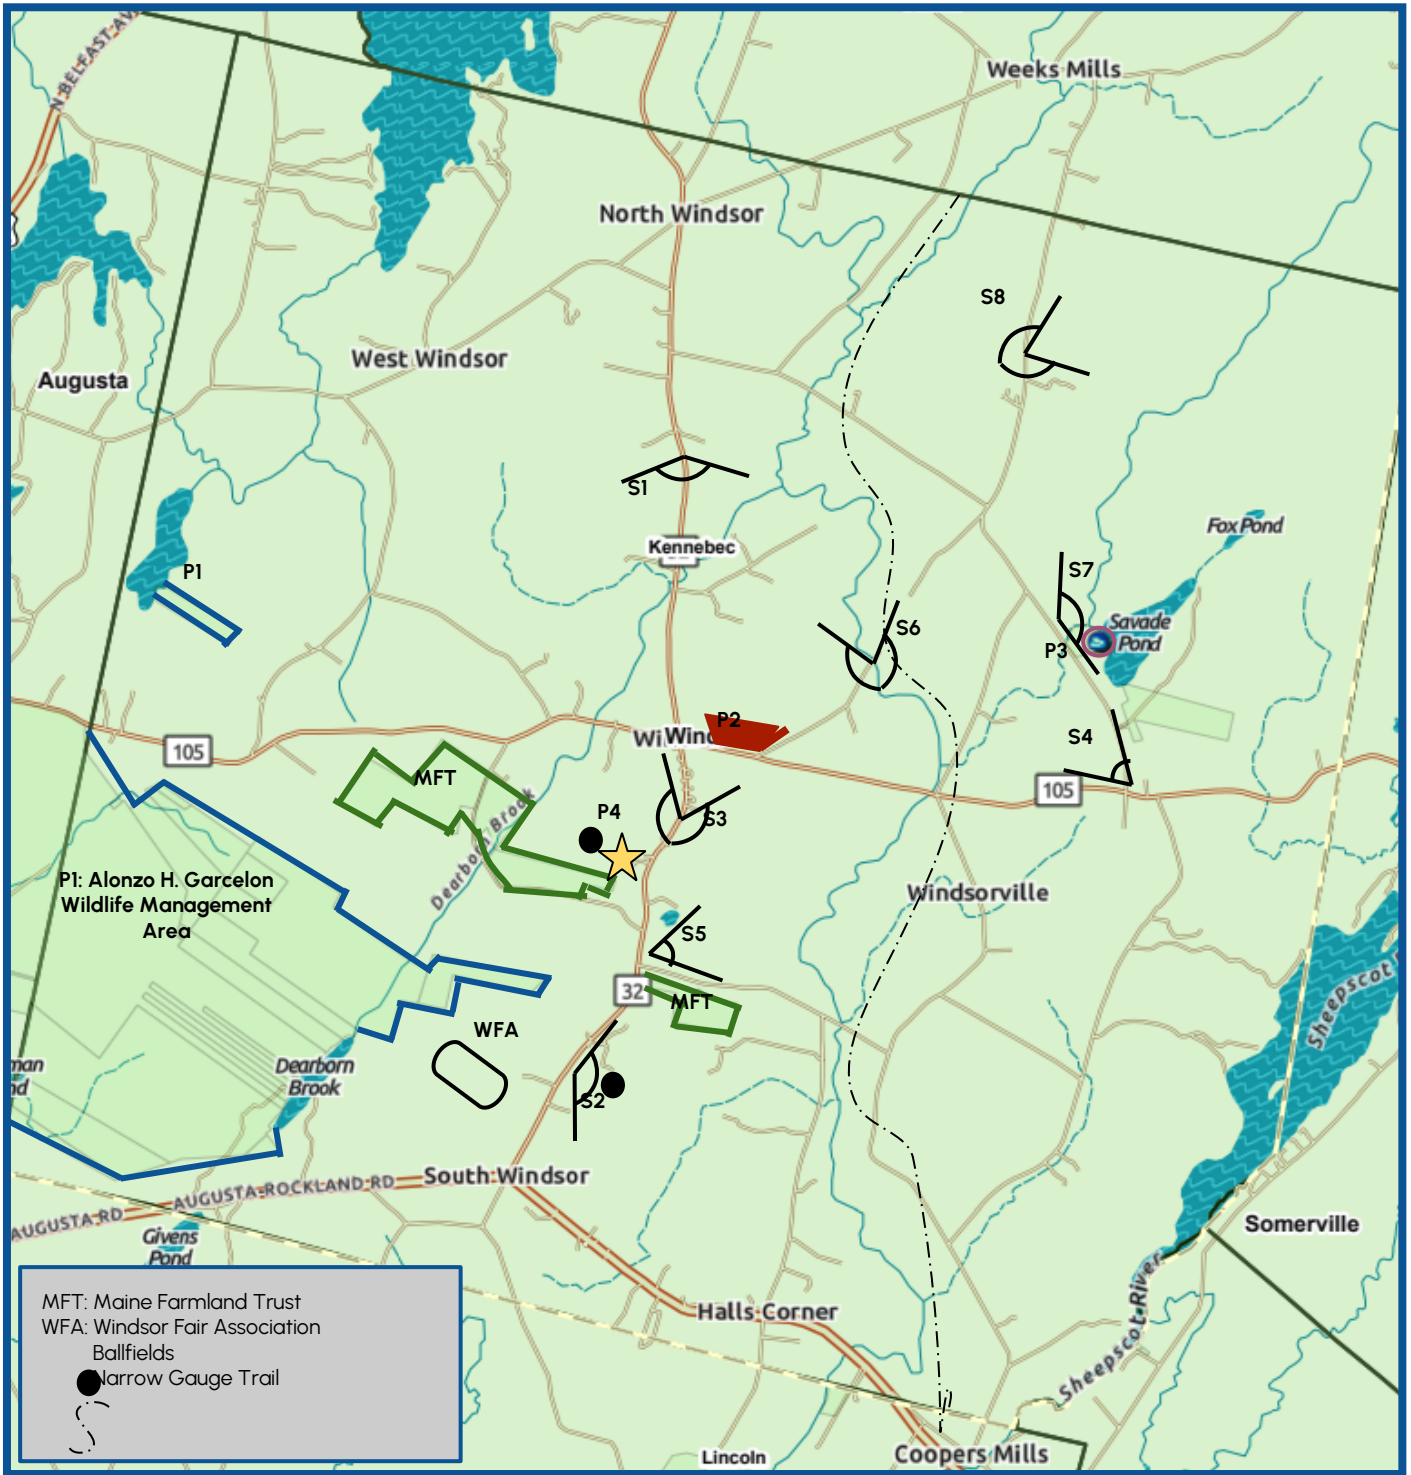 N BELFAST AV
Weeks Mills
North Windsor
S8
West Windsor
Augusta
S1
Fox Pond
Kennebec
P1
S7
Savade
Pond
S6
P3
P2
Wi Wind
S4
105
MFT
105
P4
S3
Dearborn Brook
P1: Alonzo H. Garcelon
Wildlife Management
Area
Windsorville
S5
Sheepscot
32
MFT
WFA
man
nd
Dearborn
Brook
S2
South Windsor
AUGUSTA-ROCKLAND RD
AUGUSTA RD
Givens
Pond
Somerville
Sheepscot River
MFT: Maine Farmland Trust
WFA: Windsor Fair Association
Ballfields
Narrow Gauge Trail
Halls Corner
Lincoln
Coopers Mills